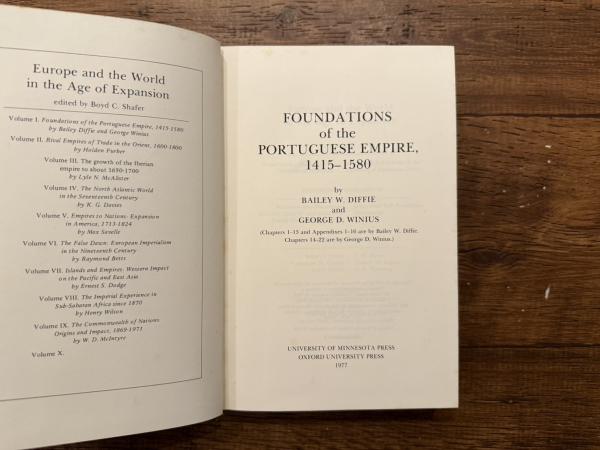 Europe and the World
in the Age of Expansion
edited by Boyd C. Shafer
Volume I. Foundations of the Portuguese Empire, 1415-1580
by Bailey Diffie and George Winius
Volume II. Rival Empires of Trade in the Orient, 1600-1800
by Holden Furber
Volume III. The growth of the Iberian
empire to about 1650-1700
by Lyle N. McAlister
Volume IV. The North Atlantic World
in the Seventeenth Century
by K. G. Davies
Volume V. Empires to Nations: Expansion
in America, 1713-1824
by Max Savelle
Volume VI. The False Dawn: European Imperialism
in the Nineteenth Century
by Raymond Betts
Volume VII. Islands and Empires: Western Impact
on the Pacific and East Asia
by Ernest S. Dodge
Volume VIII. The Imperial Experience in
Sub-Saharan Africa since 1870
by Henry Wilson
Volume IX. The Commonwealth of Nations:
Origins and Impact, 1869-1971
by W. D. McIntyre
Volume X.
FOUNDATIONS
of the
PORTUGUESE EMPIRE,
1415–1580
by
BAILEY W. DIFFIE
and
GEORGE D. WINIUS
(Chapters 1-13 and Appendixes 1-16 are by Bailey W. Diffie.
Chapters 14-22 are by George D. Winius.)
UNIVERSITY OF MINNESOTA PRESS
OXFORD UNIVERSITY PRESS
1977